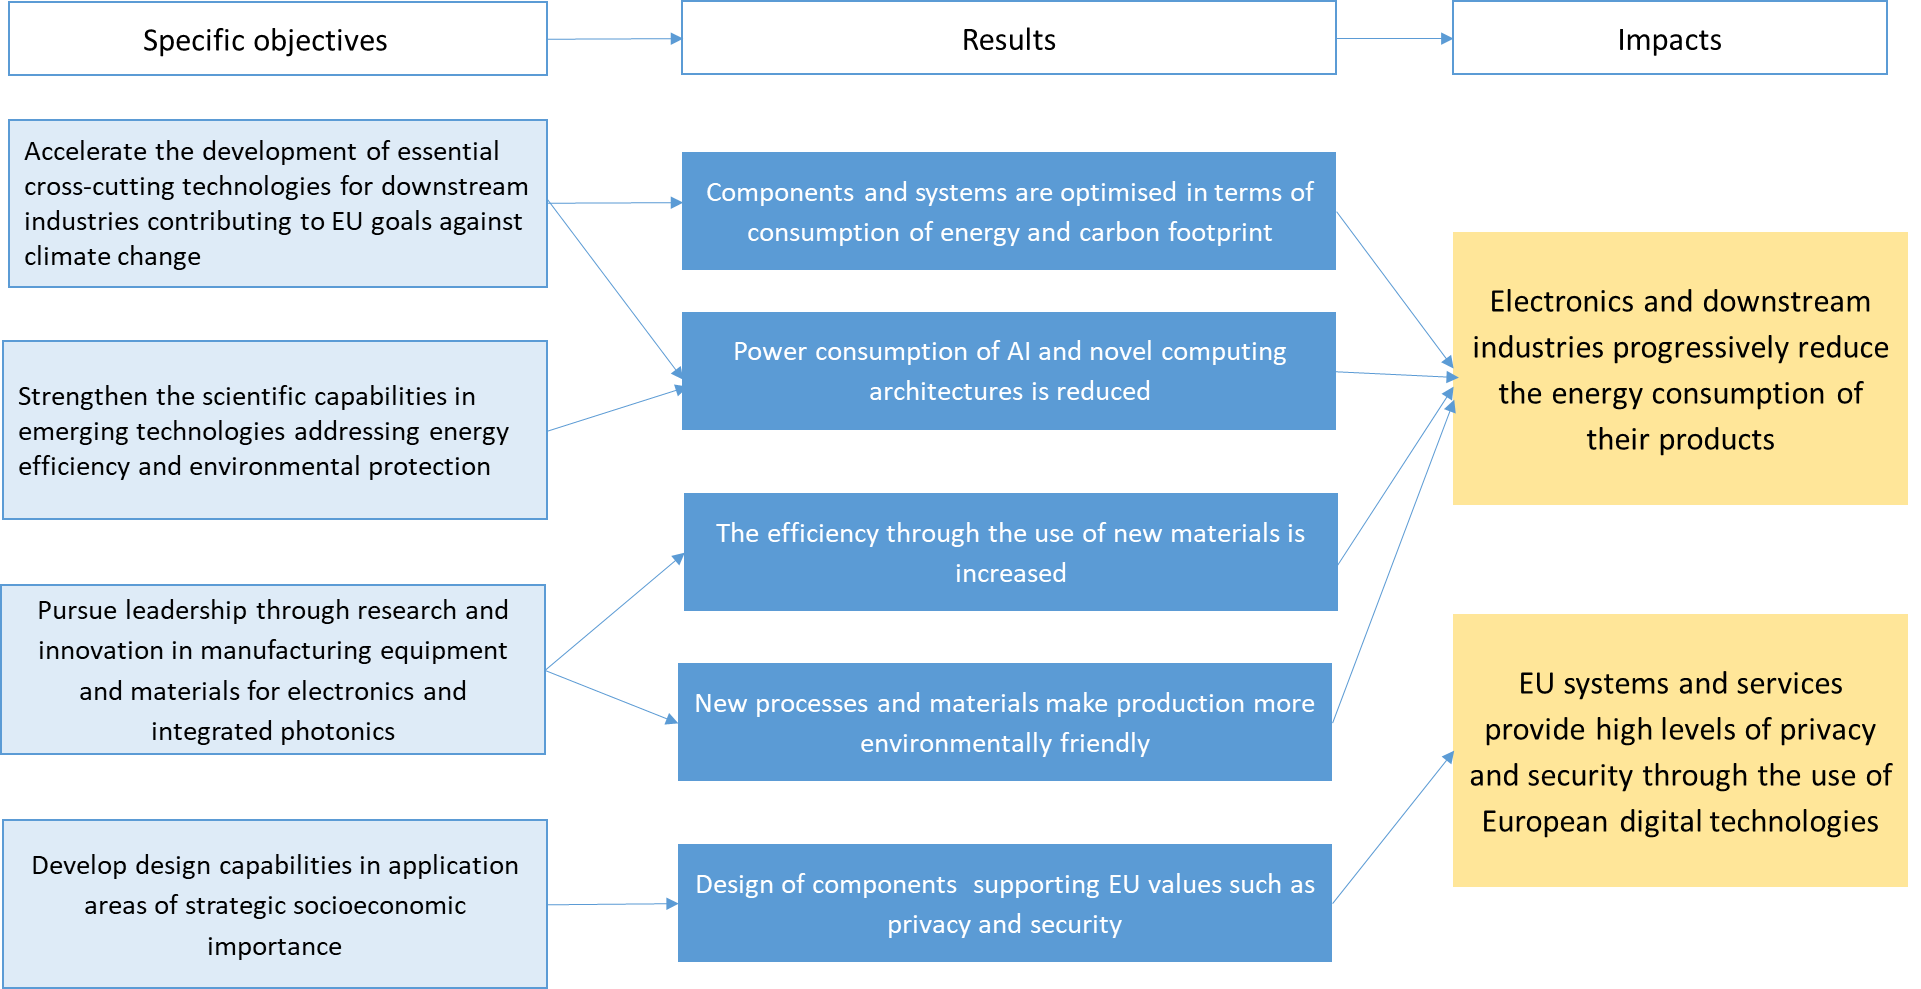 Specific objectives
Results
Impacts
Accelerate the development of essential
cross-cutting technologies for downstream
industries contributing to EU goals against
climate change
Strengthen the scientific capabilities in
emerging technologies addressing energy
efficiency and environmental protection
Pursue leadership through research and
innovation in manufacturing equipment
and materials for electronics and
integrated photonics
Develop design capabilities in application
areas of strategic socioeconomic
importance
Components and systems are optimised in terms of
consumption of energy and carbon footprint
Power consumption of AI and novel computing
architectures is reduced
The efficiency through the use of new materials is
increased
New processes and materials make production more
environmentally friendly
Design of components  supporting EU values such as
privacy and security
Electronics and downstream
industries progressively reduce
the energy consumption of
their products
EU systems and services
provide high levels of privacy
and security through the use of
European digital technologies